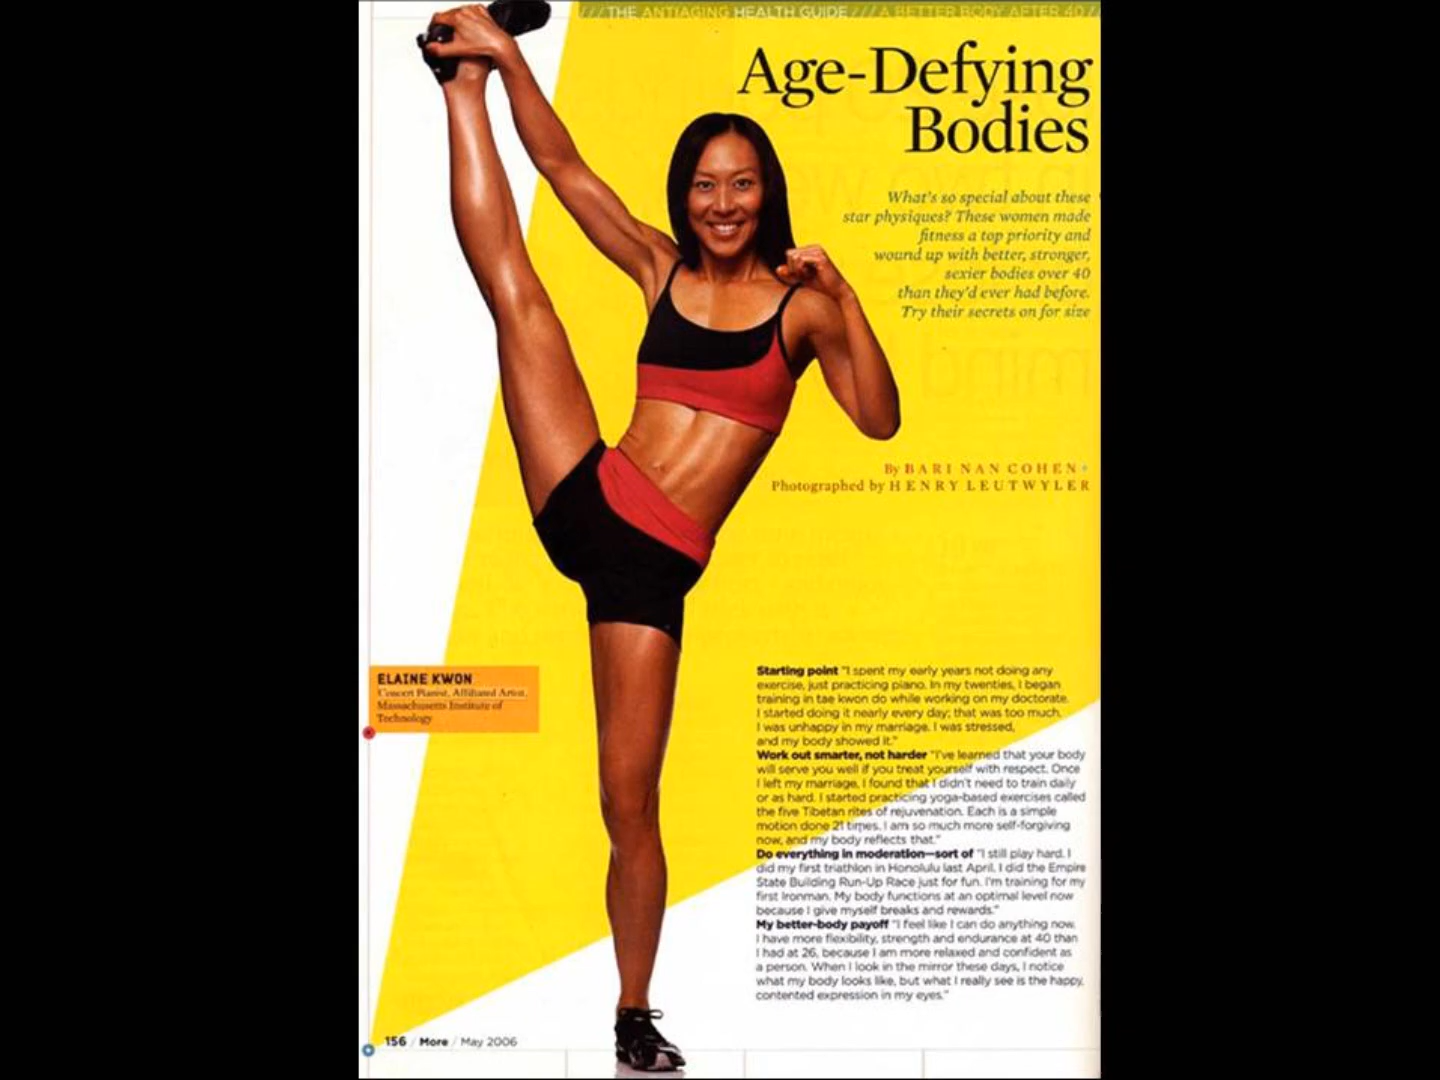 ///THE ANTIAGING HEALTH GUIDE///A BETTER BODY AFTER 40/
Age-Defying
Bodies
What's so special about these
star physiques? These women made
fitness a top priority and
wound up with better, stronger,
sexier bodies over 40
than they'd ever had before.
Try their secrets on for size
By BARI NAN COHEN +
Photographed by HENRY LEUTWYLER
ELAINE KWON
Concert Pianist, Affiliated Artist,
Massachusetts Institute of
Technology
Starting point "I spent my early years not doing any
exercise, just practicing piano. In my twenties, I began
training in tae kwon do while working on my doctorate.
I started doing it nearly every day; that was too much.
I was unhappy in my marriage. I was stressed,
and my body showed it."
Work out smarter, not harder "I've learned that your body
will serve you well if you treat yourself with respect. Once
I left my marriage, I found that I didn't need to train daily
or as hard. I started practicing yoga-based exercises called
the five Tibetan rites of rejuvenation. Each is a simple
motion done 21 times. I am so much more self-forgiving
now, and my body reflects that."
Do everything in moderation—sort of "I still play hard. I
did my first triathlon in Honolulu last April. I did the Empire
State Building Run-Up Race just for fun. I'm training for my
first Ironman. My body functions at an optimal level now
because I give myself breaks and rewards."
My better-body payoff "I feel like I can do anything now.
I have more flexibility, strength and endurance at 40 than
I had at 26, because I am more relaxed and confident as
a person. When I look in the mirror these days, I notice
what my body looks like, but what I really see is the happy,
contented expression in my eyes."
156 / More / May 2006